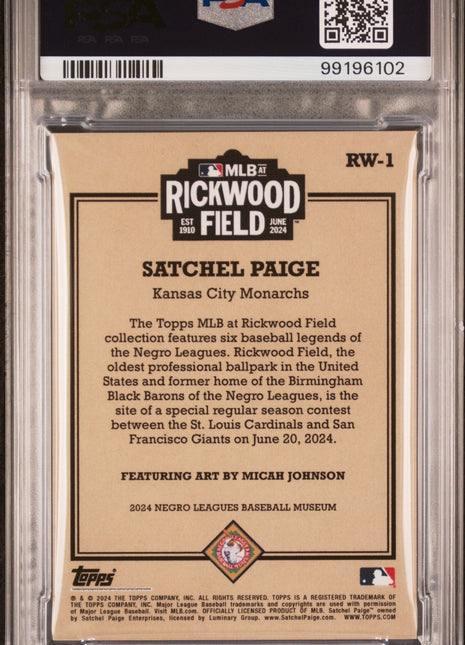 PSA
PSA PSA PSA
PSA
99196102
RW-1
MLB AT
RICKWOOD
FIELD
EST
1910
JUNE
2024
™
SATCHEL PAIGE
Kansas City Monarchs
The Topps MLB at Rickwood Field
collection features six baseball legends of
the Negro Leagues. Rickwood Field, the
oldest professional ballpark in the United
States and former home of the Birmingham
Black Barons of the Negro Leagues, is the
site of a special regular season contest
between the St. Louis Cardinals and San
Francisco Giants on June 20, 2024.
FEATURING ART BY MICAH JOHNSON
2024 NEGRO LEAGUES BASEBALL MUSEUM
Topps
® & © 2024 THE TOPPS COMPANY, INC. ALL RIGHTS RESERVED. TOPPS IS A REGISTERED TRADEMARK OF
THE TOPPS COMPANY, INC. Major League Baseball trademarks and copyrights are used with permission
of Major League Baseball. Visit MLB.com. OFFICIALLY LICENSED PRODUCT OF MLB. Satchel Paige™ owned
by Satchel Paige Enterprises, licensed by Luminary Group. www.SatchelPaige.com. WWW.TOPPS.COM